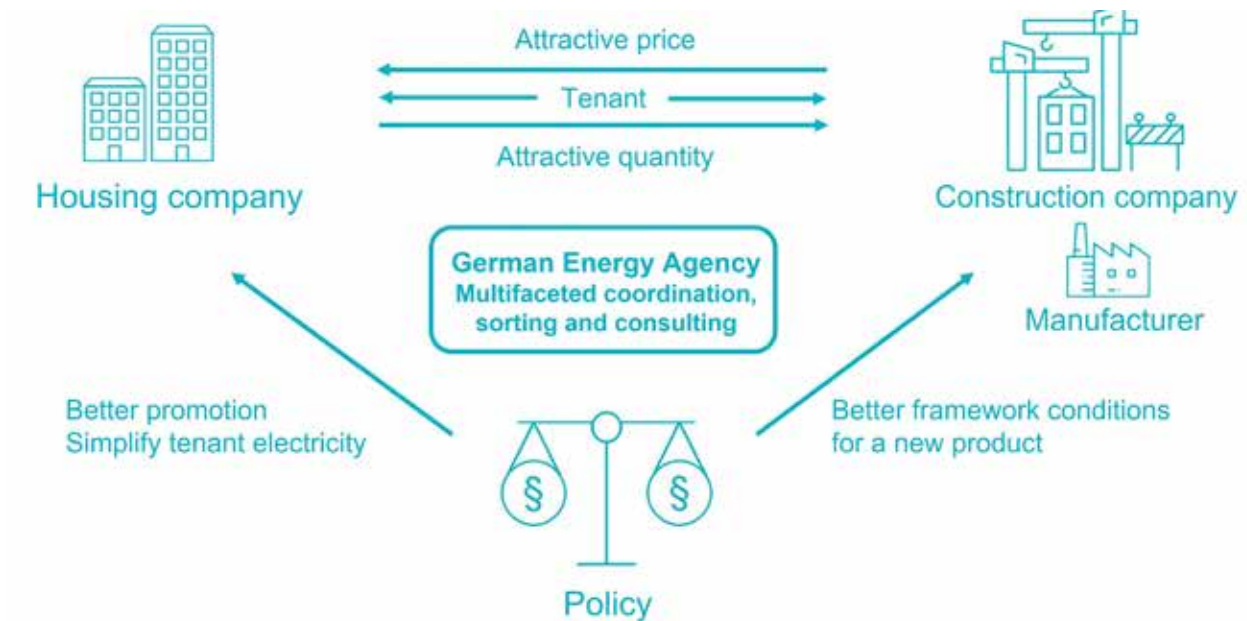 Attractive price
Tenant
Attractive quantity
Housing company
Construction company
German Energy Agency
Multifaceted coordination,
sorting and consulting
Manufacturer
Better promotion
Simplify tenant electricity
Better framework conditions
for a new product
§ §
Policy